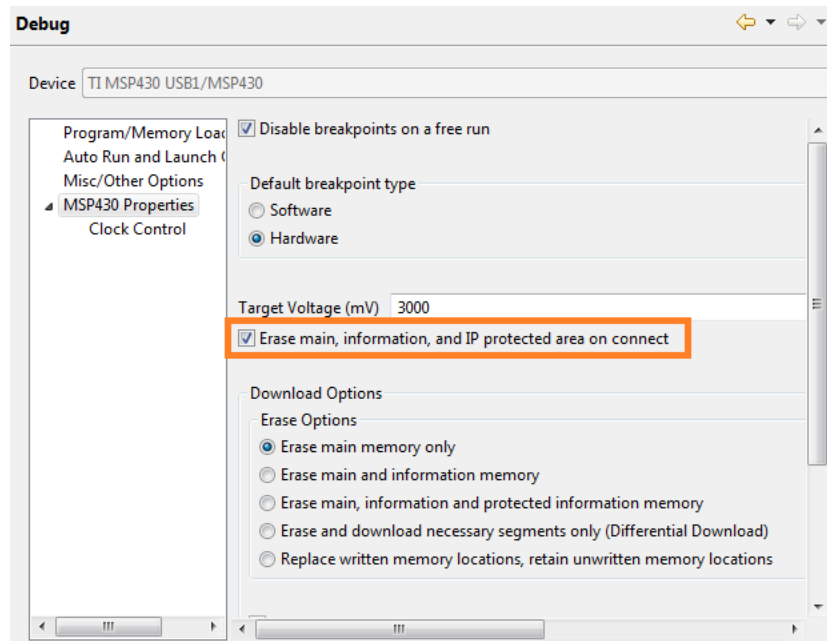 Debug
Device TI MSP430 USB1/MSP430
Program/Memory Load
Auto Run and Launch
Misc/Other Options
MSP430 Properties
Clock Control
Disable breakpoints on a free run
Default breakpoint type
Software
Hardware
Target Voltage (mV) 3000
Erase main, information, and IP protected area on connect
Download Options
Erase Options
Erase main memory only
Erase main and information memory
Erase main, information and protected information memory
Erase and download necessary segments only (Differential Download)
Replace written memory locations, retain unwritten memory locations